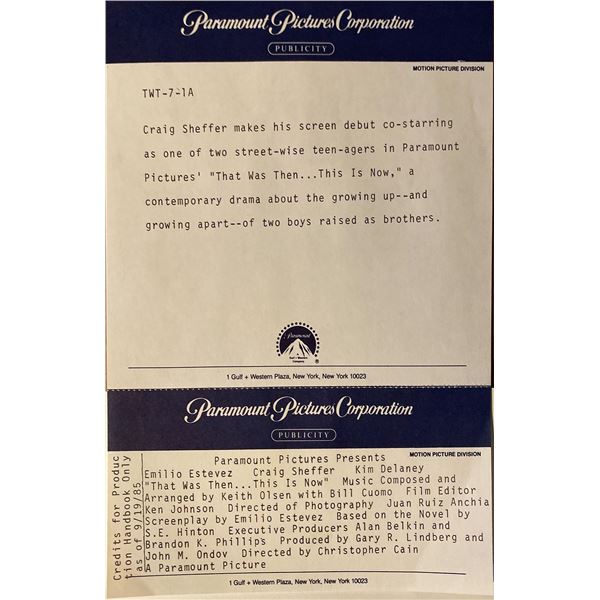 Paramount Pictures Corporation
PUBLICITY
MOTION PICTURE DIVISION
TWT-7-1A
Craig Sheffer makes his screen debut co-starring
as one of two street-wise teen-agers in Paramount
Pictures' "That Was Then...This Is Now," a
contemporary drama about the growing up--and
growing apart--of two boys raised as brothers.
Paramount
A Gulf + Western
Company
®
1 Gulf + Western Plaza, New York, New York 10023
Paramount Pictures Corporation
PUBLICITY
MOTION PICTURE DIVISION
Credits for Produc
tion Handbook Only
as of 9/19/85
Paramount Pictures Presents
Emilio Estevez Craig Sheffer Kim Delaney
"That Was Then...This Is Now" Music Composed and
Arranged by Keith Olsen with Bill Cuomo Film Editor
Ken Johnson Directed of Photography Juan Ruiz Anchia
Screenplay by Emilio Estevez Based on the Novel by
S.E. Hinton Executive Producers Alan Belkin and
Brandon K. Phillips Produced by Gary R. Lindberg and
John M. Ondov Directed by Christopher Cain
A Paramount Picture
1 Gulf + Western Plaza, New York, New York 10023